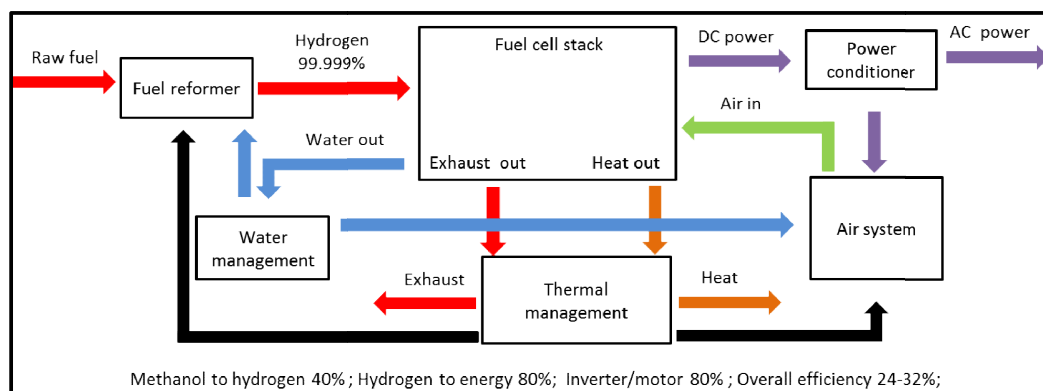 Raw fuel
Hydrogen
99.999%
Fuel cell stack
DC power
Power
conditioner
AC power
Fuel reformer
Air in
Water out
Exhaust out
Heat out
Water
management
Air system
Exhaust
Thermal
management
Heat
Methanol to hydrogen 40% ; Hydrogen to energy 80%; Inverter/motor 80% ; Overall efficiency 24-32%;